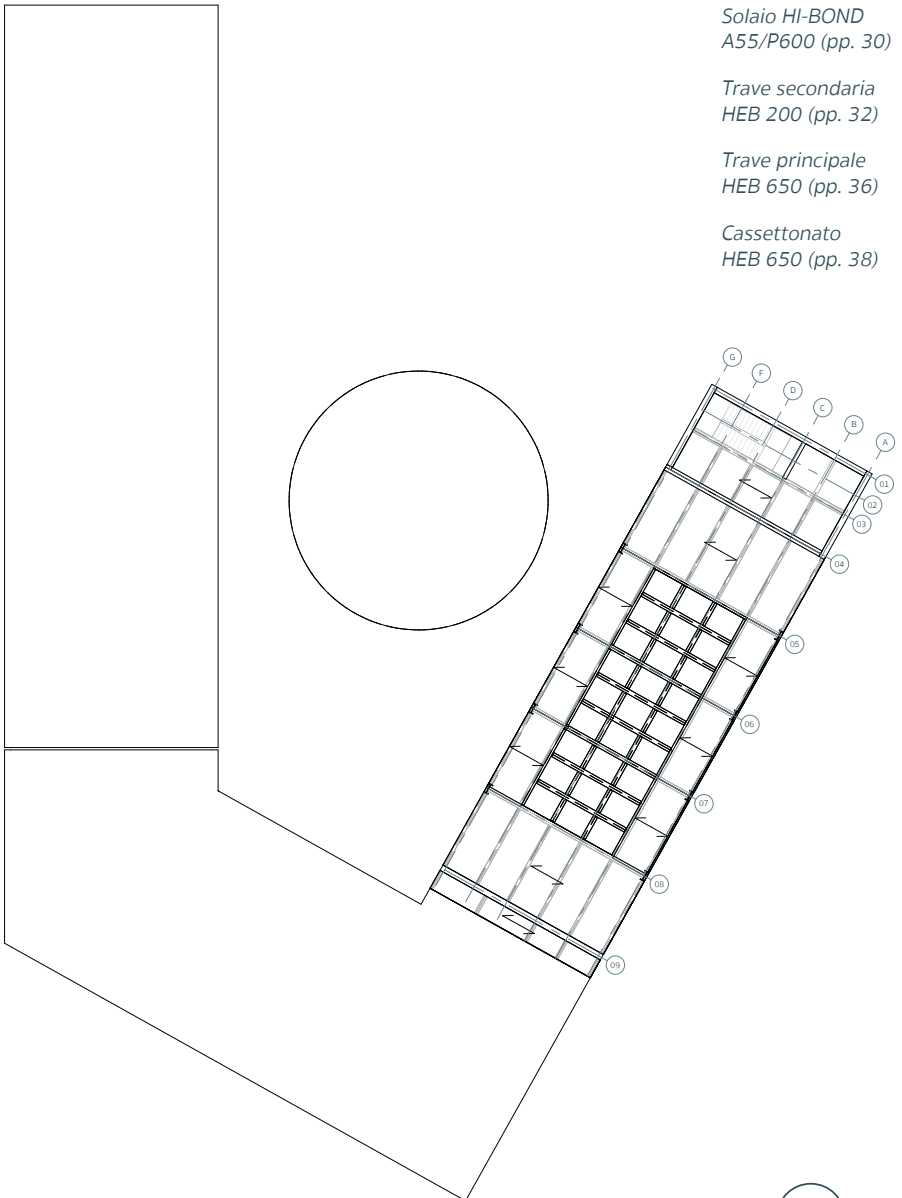 Solaio HI-BOND
A55/P600 (pp. 30)
Trave secondaria
HEB 200 (pp. 32)
Trave principale
HEB 650 (pp. 36)
Cassettonato
HEB 650 (pp. 38)
G
F
D
C
B
A
01
02
03
04
05
06
07
08
09